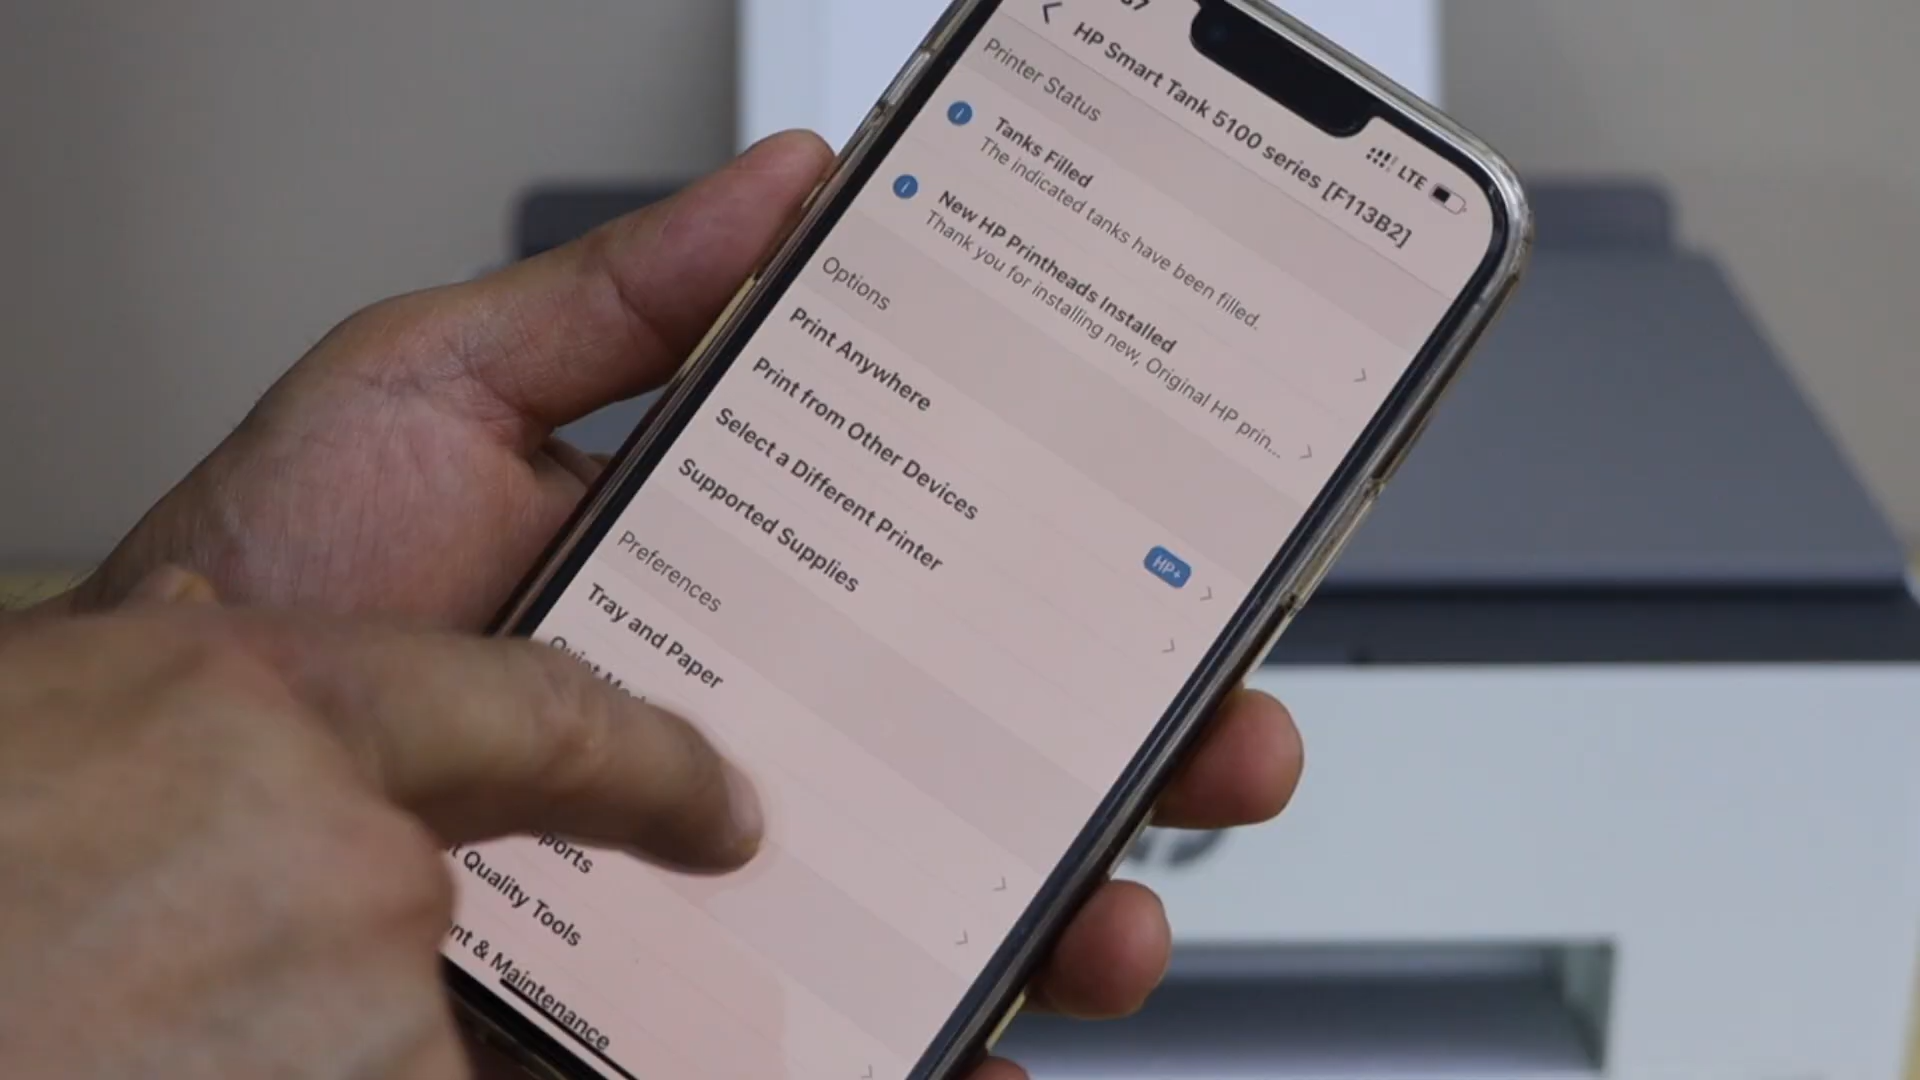 HP Smart Tank 5100 series [F113B2]
LTE
Printer Status
Tanks Filled
The indicated tanks have been filled.
New HP Printheads Installed
Thank you for installing new, Original HP prin...
Options
Print Anywhere
HP+
Print from Other Devices
Select a Different Printer
Supported Supplies
Preferences
Tray and Paper
Quiet
Quality Tools
& Maintenance